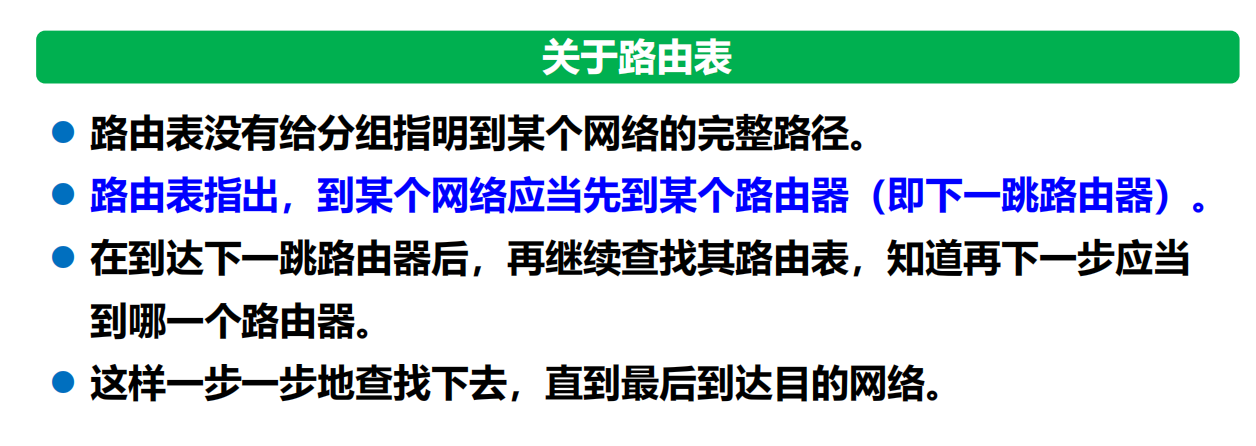 关于路由表
● 路由表没有给分组指明到某个网络的完整路径。
● 路由表指出，到某个网络应当先到某个路由器（即下一跳路由器）。
● 在到达下一跳路由器后，再继续查找其路由表，知道再下一步应当
到哪一个路由器。
● 这样一步一步地查找下去，直到最后到达目的网络。